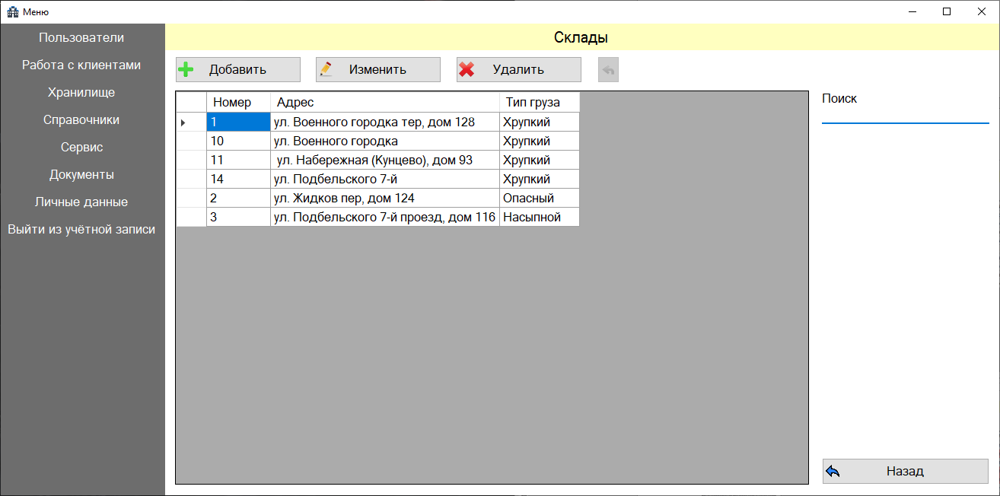 Меню
Пользователи
Работа с клиентами
Хранилище
Справочники
Сервис
Документы
Личные данные
Выйти из учётной записи
Склады
Добавить Изменить Удалить
Номер Адрес Тип груза
1 ул. Военного городка тер, дом 128 Хрупкий
10 ул. Военного городка Хрупкий
11 ул. Набережная (Кунцево), дом 93 Хрупкий
14 ул. Подбельского 7-й Хрупкий
2 ул. Жидков пер, дом 124 Опасный
3 ул. Подбельского 7-й проезд, дом 116 Насыпной
Поиск
Назад